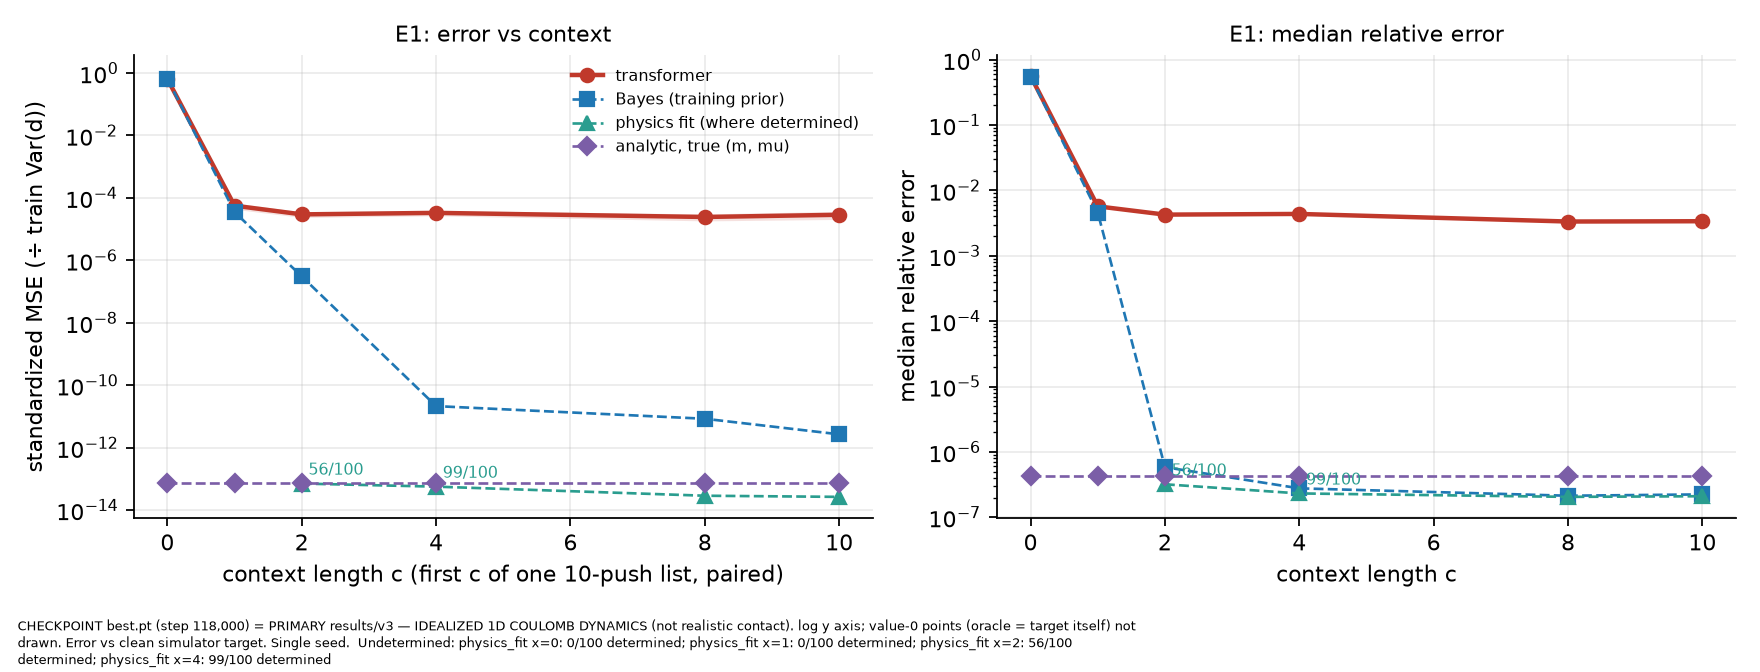 E1: error vs context
standardized MSE (÷ train Var(d))
10^0
10^−2
10^−4
10^−6
10^−8
10^−10
10^−12
10^−14
transformer
Bayes (training prior)
physics fit (where determined)
analytic, true (m, mu)
56/100
99/100
0 2 4 6 8 10
context length c (first c of one 10-push list, paired)
E1: median relative error
median relative error
10^0
10^−1
10^−2
10^−3
10^−4
10^−5
10^−6
10^−7
56/100
99/100
0 2 4 6 8 10
context length c
CHECKPOINT best.pt (step 118,000) = PRIMARY results/v3 — IDEALIZED 1D COULOMB DYNAMICS (not realistic contact). log y axis; value-0 points (oracle = target itself) not
drawn. Error vs clean simulator target. Single seed.  Undetermined: physics_fit x=0: 0/100 determined; physics_fit x=1: 0/100 determined; physics_fit x=2: 56/100
determined; physics_fit x=4: 99/100 determined